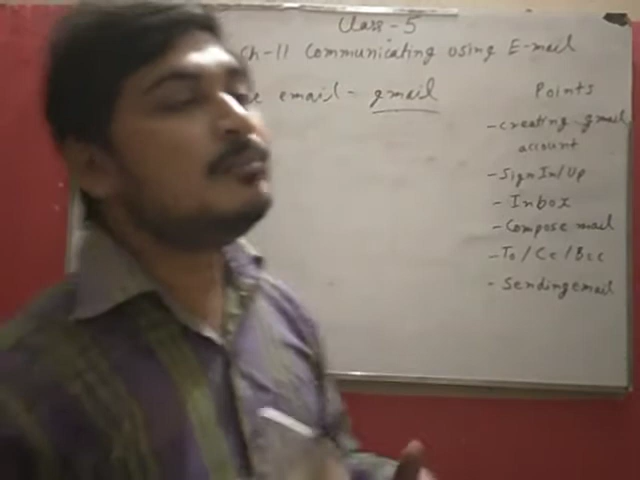 Class - 5
Ch-11 Communicating using E-mail
email - gmail
Points
- Creating gmail
account
- Sign In/Up
- Inbox
- Compose mail
- To / Cc / Bcc
- Sending email